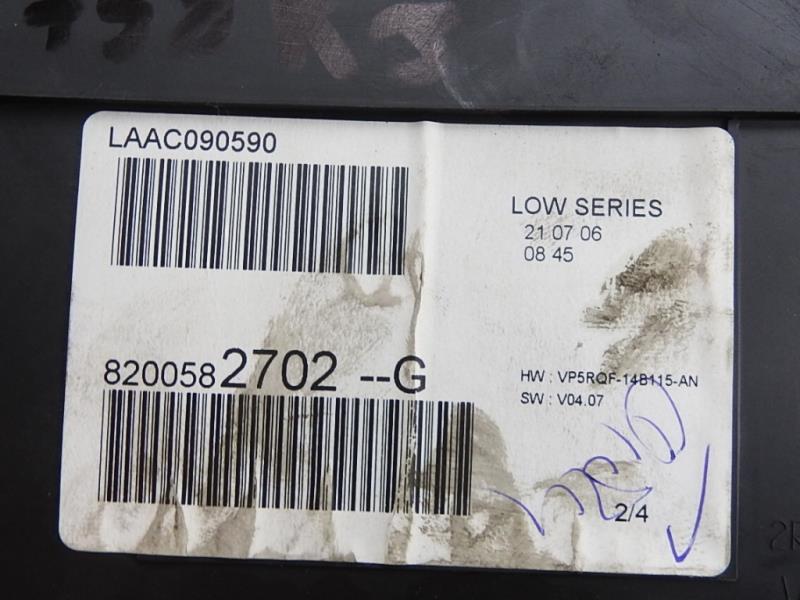 LAAC090590
LOW SERIES
21 07 06
08 45
8200582702 --G
HW : VP5RQF-14B115-AN
SW : V04.07
2/4